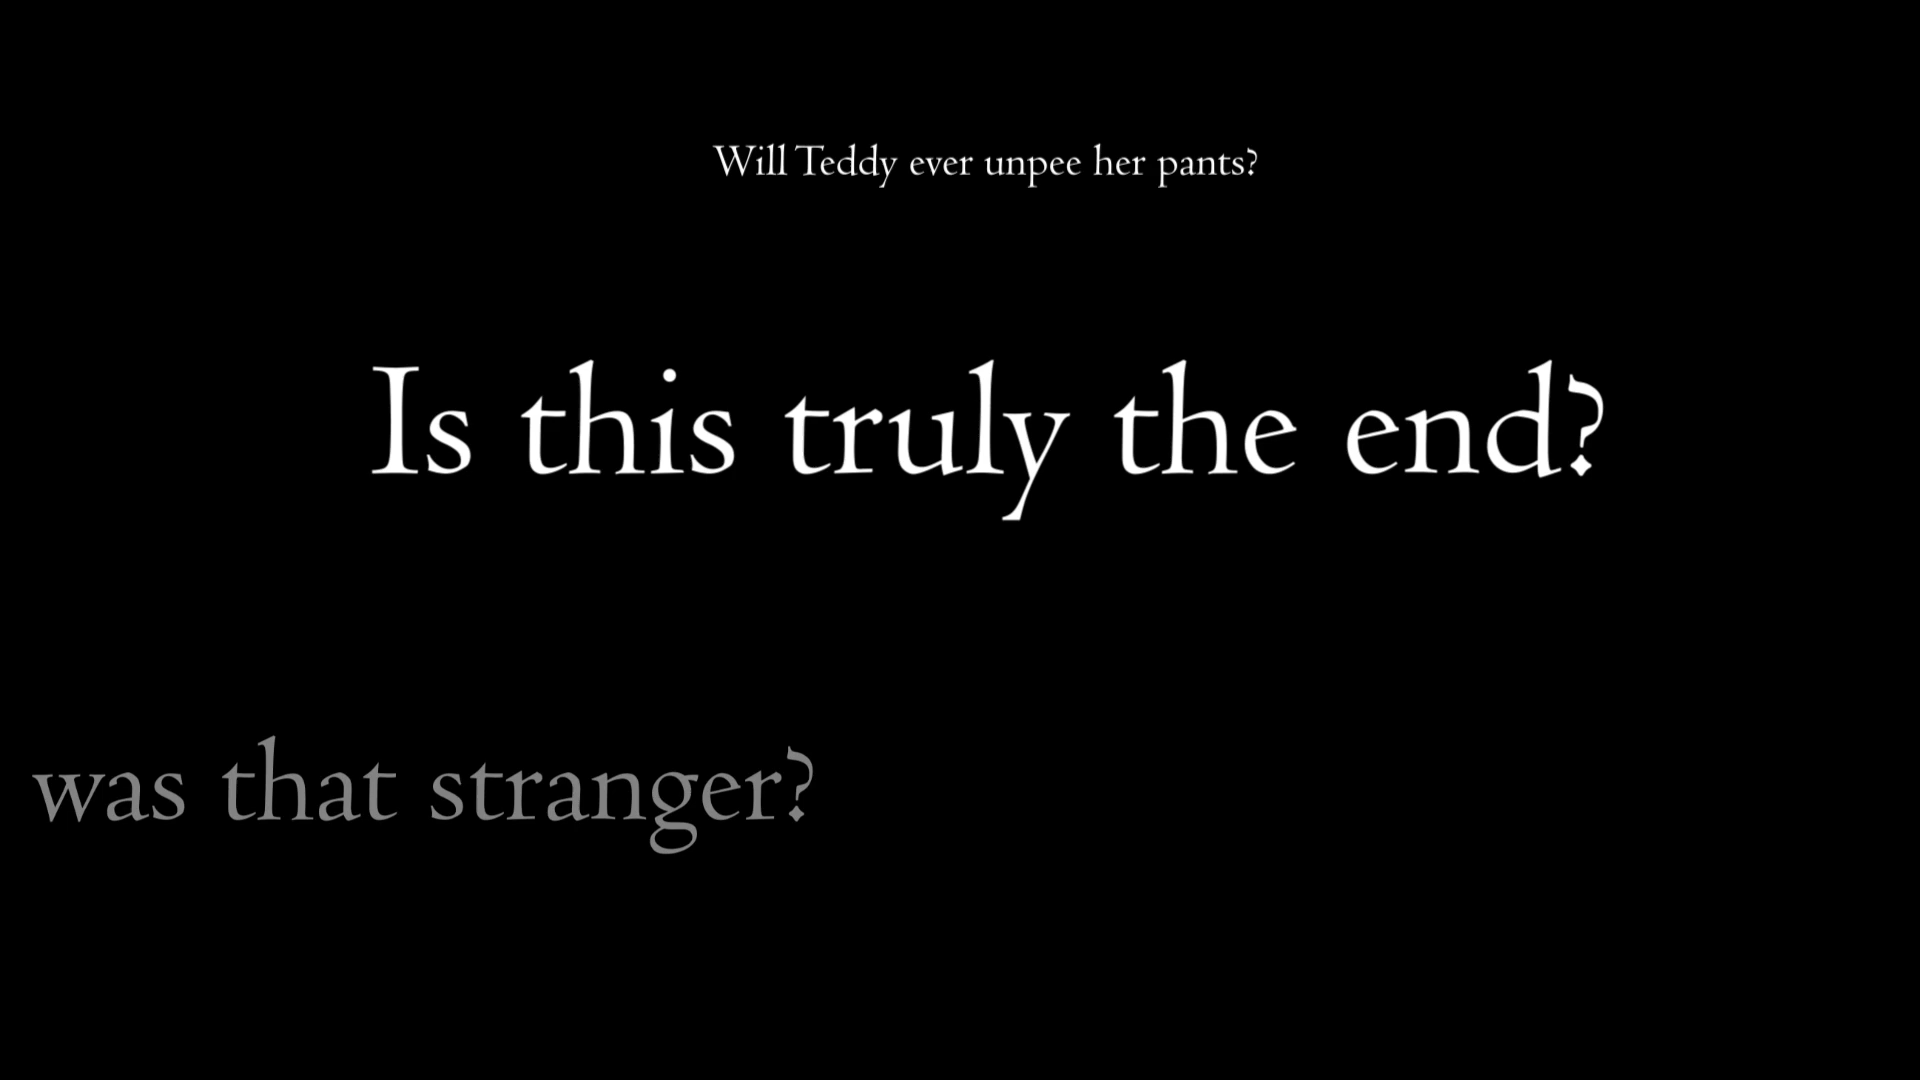 Will Teddy ever unpee her pants?
Is this truly the end?
was that stranger?